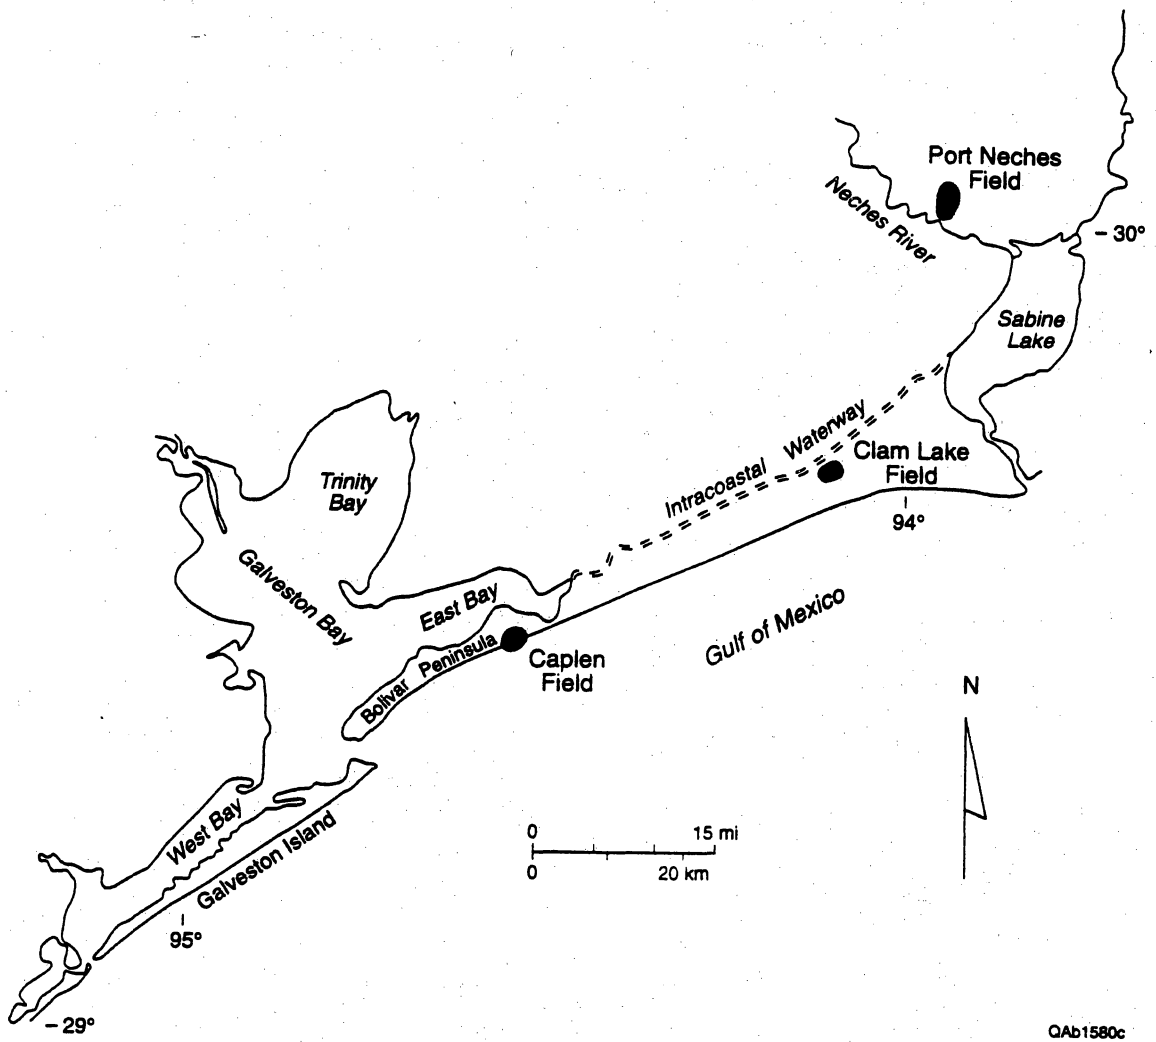 Port Neches
Field
Neches River
– 30°
Sabine
Lake
Intracoastal Waterway
Clam Lake
Field
94°
Trinity
Bay
Galveston Bay
East Bay
Gulf of Mexico
Bolivar Peninsula
Caplen
Field
N
West Bay
Galveston Island
0 15 mi
0 20 km
95°
– 29°
QAb1580c